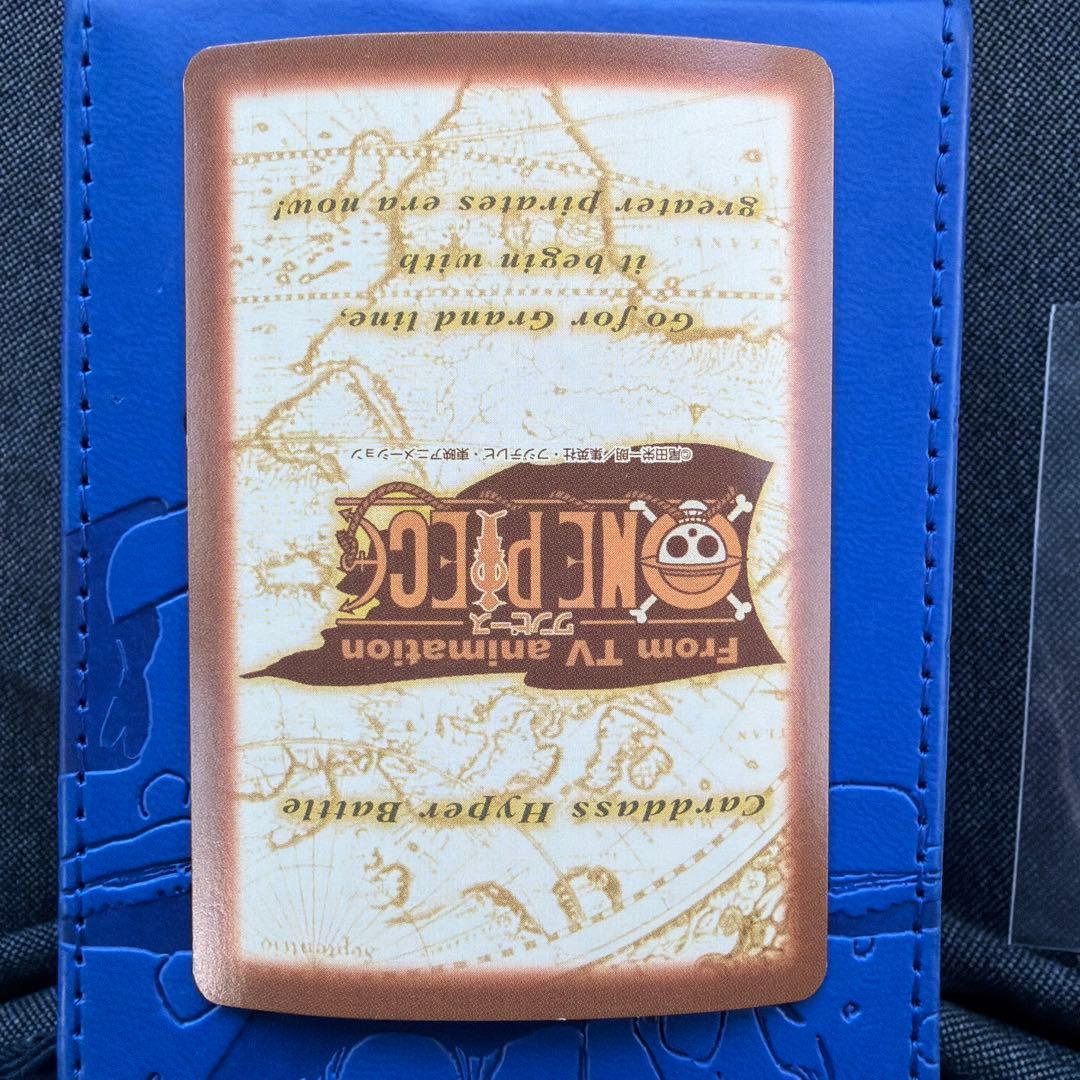 Carddass Hyper Battle
From TV animation
ワンピース
ONE PIECE
©尾田栄一郎/集英社・フジテレビ・東映アニメーション
Go for Grand line,
it begin with
greater pirates era now!
Septentrio